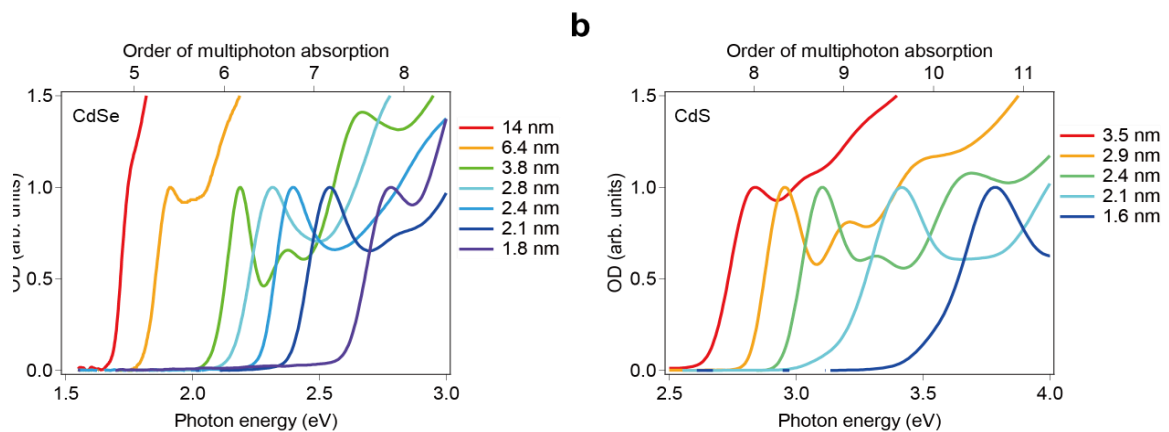 b
Order of multiphoton absorption
5 6 7 8
1.5
1.0
0.5
0.0
OD (arb. units)
CdSe
1.5 2.0 2.5 3.0
Photon energy (eV)
14 nm
6.4 nm
3.8 nm
2.8 nm
2.4 nm
2.1 nm
1.8 nm
Order of multiphoton absorption
8 9 10 11
1.5
1.0
0.5
0.0
OD (arb. units)
CdS
2.5 3.0 3.5 4.0
Photon energy (eV)
3.5 nm
2.9 nm
2.4 nm
2.1 nm
1.6 nm